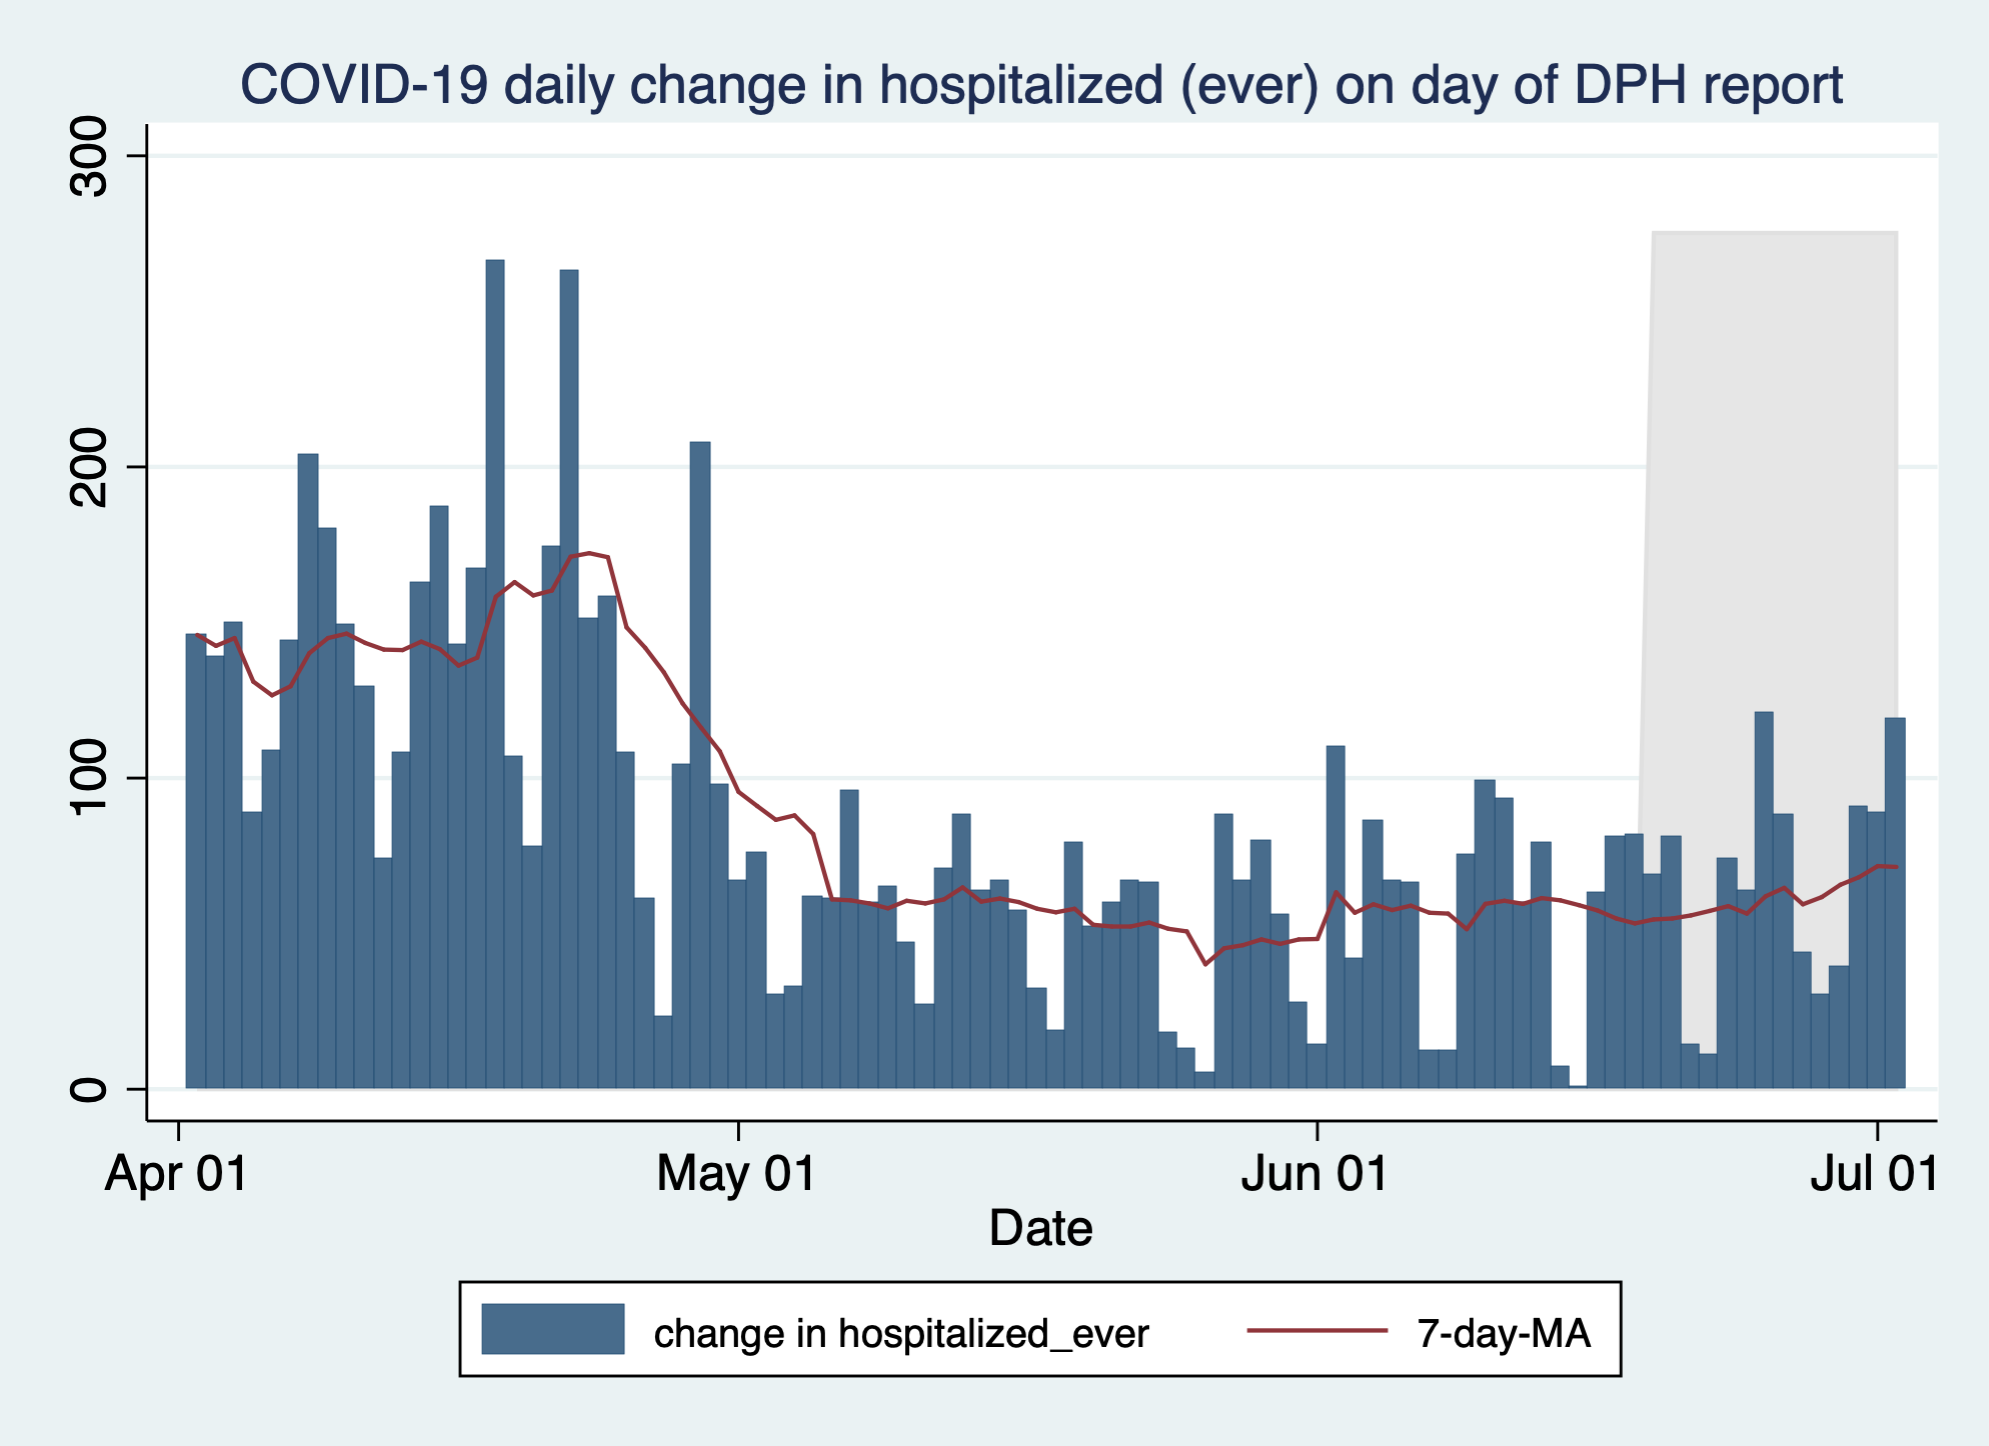 COVID-19 daily change in hospitalized (ever) on day of DPH report
300
200
100
0
Apr 01
May 01
Jun 01
Jul 01
Date
change in hospitalized_ever
7-day-MA